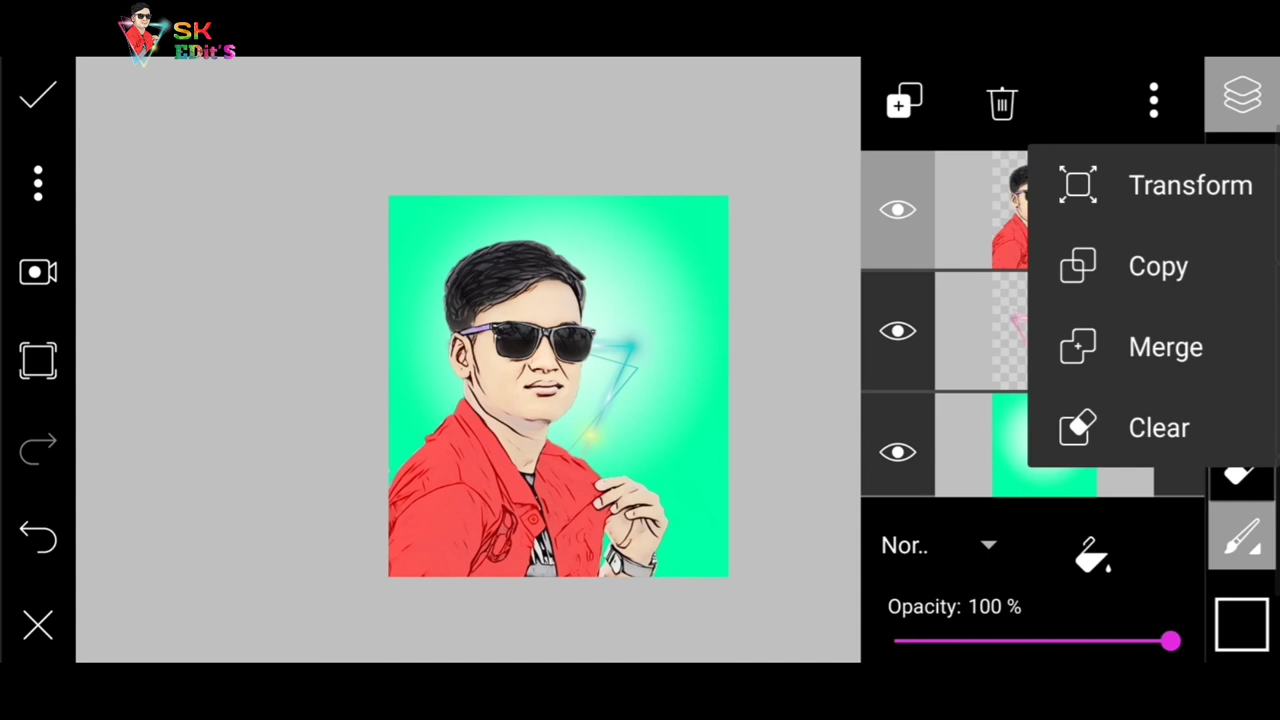 SK
EDit'S
Transform
Copy
Merge
Clear
Nor..
Opacity: 100 %